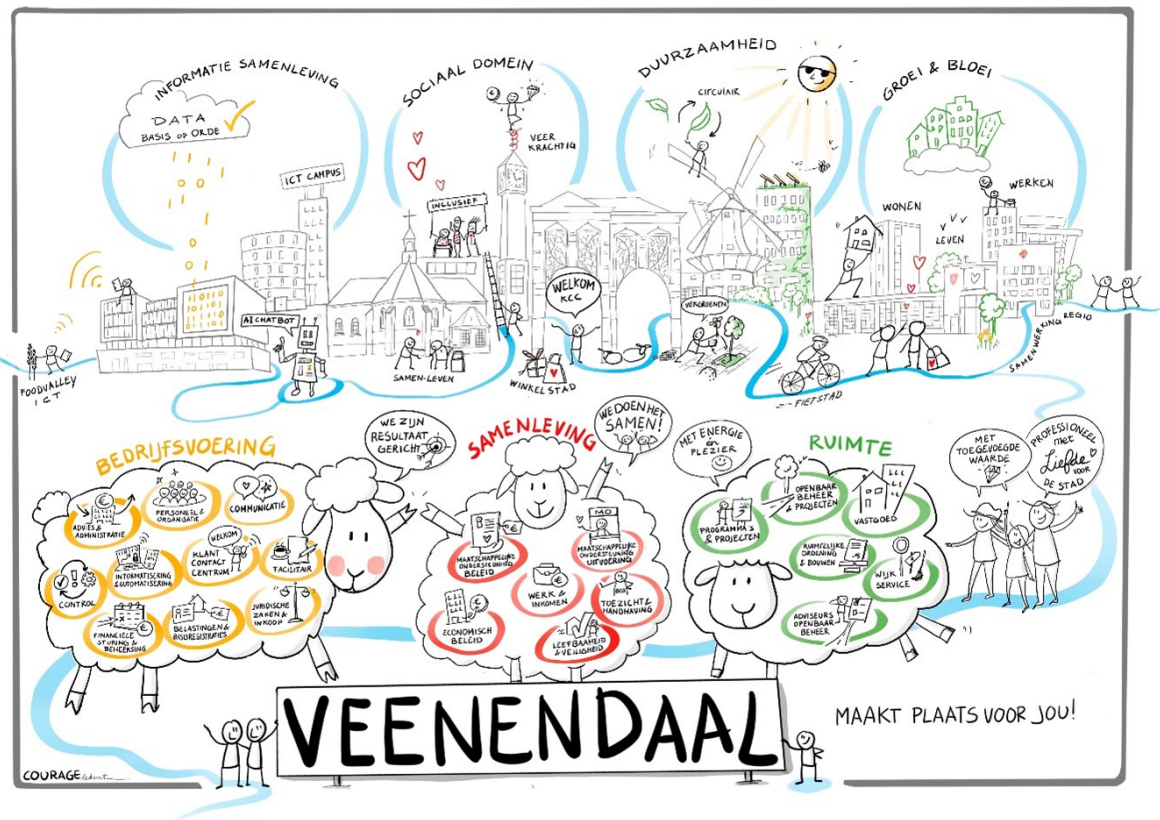 INFORMATIE SAMENLEVING
SOCIAAL DOMEIN
DUURZAAMHEID
GROEI & BLOEI
DATA
BASIS OP ORDE
ICT CAMPUS
INCLUSIEF
VEER
KRACHTIG
CIRCULAIR
WONEN
WERKEN
LEVEN
WELKOM
KCC
AI CHATBOT
FOODVALLEY
ICT
SAMEN-LEVEN
WINKELSTAD
VERGROENEN
FIETSTAD
SAMENWERKING REGIO
BEDRIJFSVOERING
WE ZIJN
RESULTAAT
GERICHT
SAMENLEVING
WE DOEN HET
SAMEN!
MET ENERGIE
én
PLEZIER
RUIMTE
MET
TOEGEVOEGDE
WAARDE
PROFESSIONEEL
met
Liefde
VOOR
DE STAD
ADVIES &
ADMINISTRATIE
PERSONEEL &
ORGANISATIE
COMMUNICATIE
INFORMATISERING
& AUTOMATISERING
WELKOM
KLANT
CONTACT
CENTRUM
FACILITAIR
CONTROL
FINANCIËLE
STURING &
BEHEERSING
BELASTINGEN &
BASISREGISTRATIES
JURIDISCHE
ZAKEN &
INKOOP
MAATSCHAPPELIJKE
ONDERSTEUNING
BELEID
MO
MAATSCHAPPELIJKE
ONDERSTEUNING
UITVOERING
WERK &
INKOMEN
TOEZICHT &
HANDHAVING
ECONOMISCH
BELEID
LEEFBAARHEID
& VEILIGHEID
PROGRAMMA'S
& PROJECTEN
OPENBAAR
BEHEER
& PROJECTEN
VASTGOED
RUIMTELIJKE
ORDENING
& BOUWEN
WIJK
SERVICE
ADVISEURS
OPENBAAR
BEHEER
VEENENDAAL
MAAKT PLAATS VOOR JOU!
COURAGE